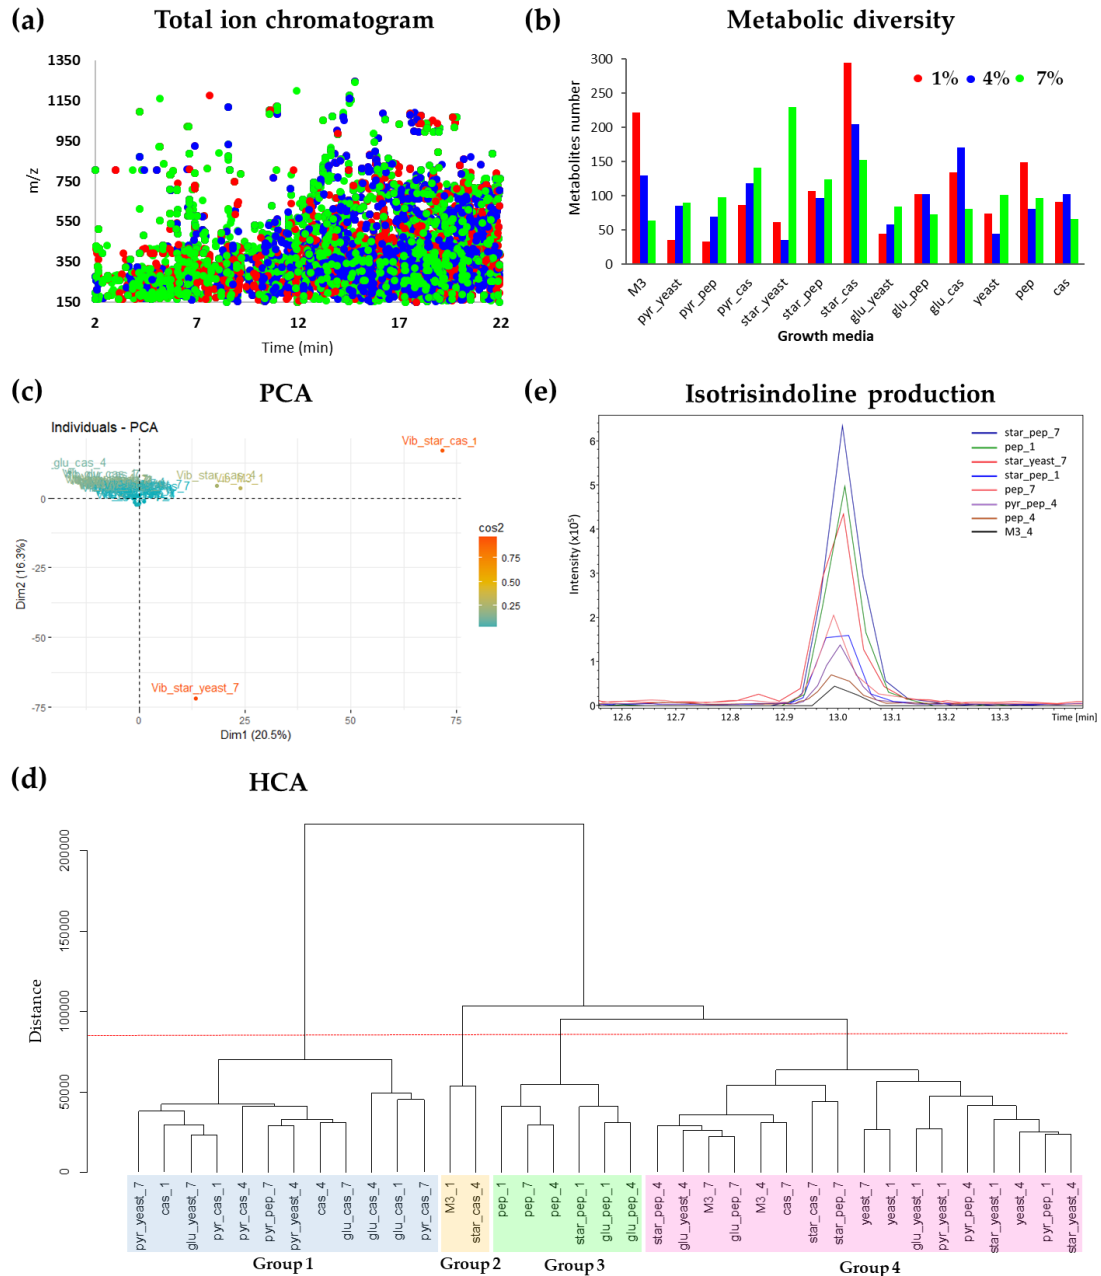 (a) Total ion chromatogram
1350
1150
950
750
550
350
150
m/z
2 7 12 17 22
Time (min)
(b) Metabolic diversity
300
250
200
150
100
50
0
Metabolites number
1% 4% 7%
M3 pyr_yeast pyr_pep pyr_cas star_yeast star_pep star_cas glu_yeast glu_pep glu_cas yeast pep cas
Growth media
(c) PCA
Individuals - PCA
Vib_star_cas_1
glu_cas_4
Vib_star_cas_4
Vib_M3_1
Vib_star_yeast_7
0
-25
-50
-75
Dim2 (16.3%)
0 25 50 75
Dim1 (20.5%)
cos2
0.75
0.50
0.25
(e) Isotrisindoline production
6
5
4
3
2
1
0
Intensity (x10⁵)
star_pep_7
pep_1
star_yeast_7
star_pep_1
pep_7
pyr_pep_4
pep_4
M3_4
12.6 12.7 12.8 12.9 13.0 13.1 13.2 13.3 Time [min]
(d) HCA
200000
150000
100000
50000
0
Distance
pyr_yeast_7 cas_1 glu_yeast_7 pyr_cas_1 pyr_cas_4 pyr_pep_7 pyr_yeast_4 cas_4 glu_cas_7 glu_cas_4 glu_cas_1 pyr_cas_7 M3_1 star_cas_4 pep_1 pep_7 pep_4 star_pep_1 glu_pep_1 glu_pep_4 star_pep_4 glu_yeast_4 M3_7 glu_pep_7 M3_4 cas_7 star_cas_7 star_pep_7 yeast_7 yeast_1 glu_yeast_1 pyr_yeast_1 pyr_pep_4 star_yeast_1 yeast_4 pyr_pep_1 star_yeast_4
Group 1 Group 2 Group 3 Group 4